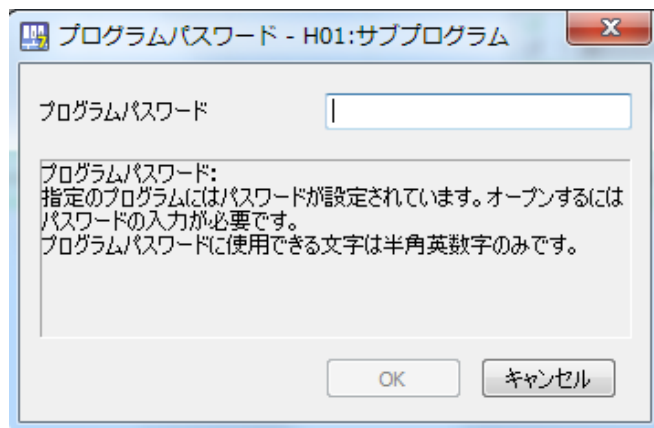 プログラムパスワード - H01:サブプログラム
プログラムパスワード
プログラムパスワード:
指定のプログラムにはパスワードが設定されています。オープンするには
パスワードの入力が必要です。
プログラムパスワードに使用できる文字は半角英数字のみです。
OK
キャンセル